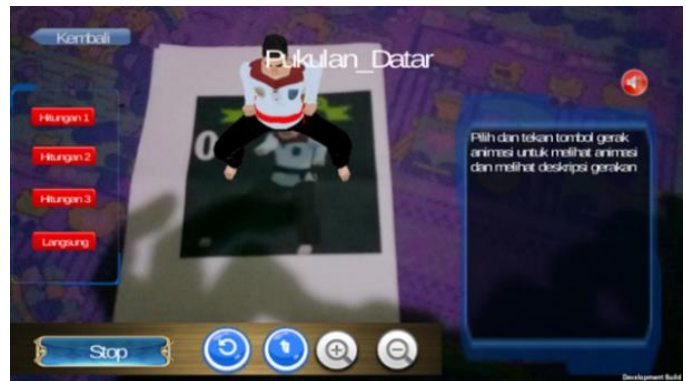 Kembali
Pukulan_Datar
Hitungan 1
Hitungan 2
Hitungan 3
Langsung
Pilih dan tekan tombol gerak
animasi untuk melihat animasi
dan melihat deskripsi gerakan
0
Stop
Development Build